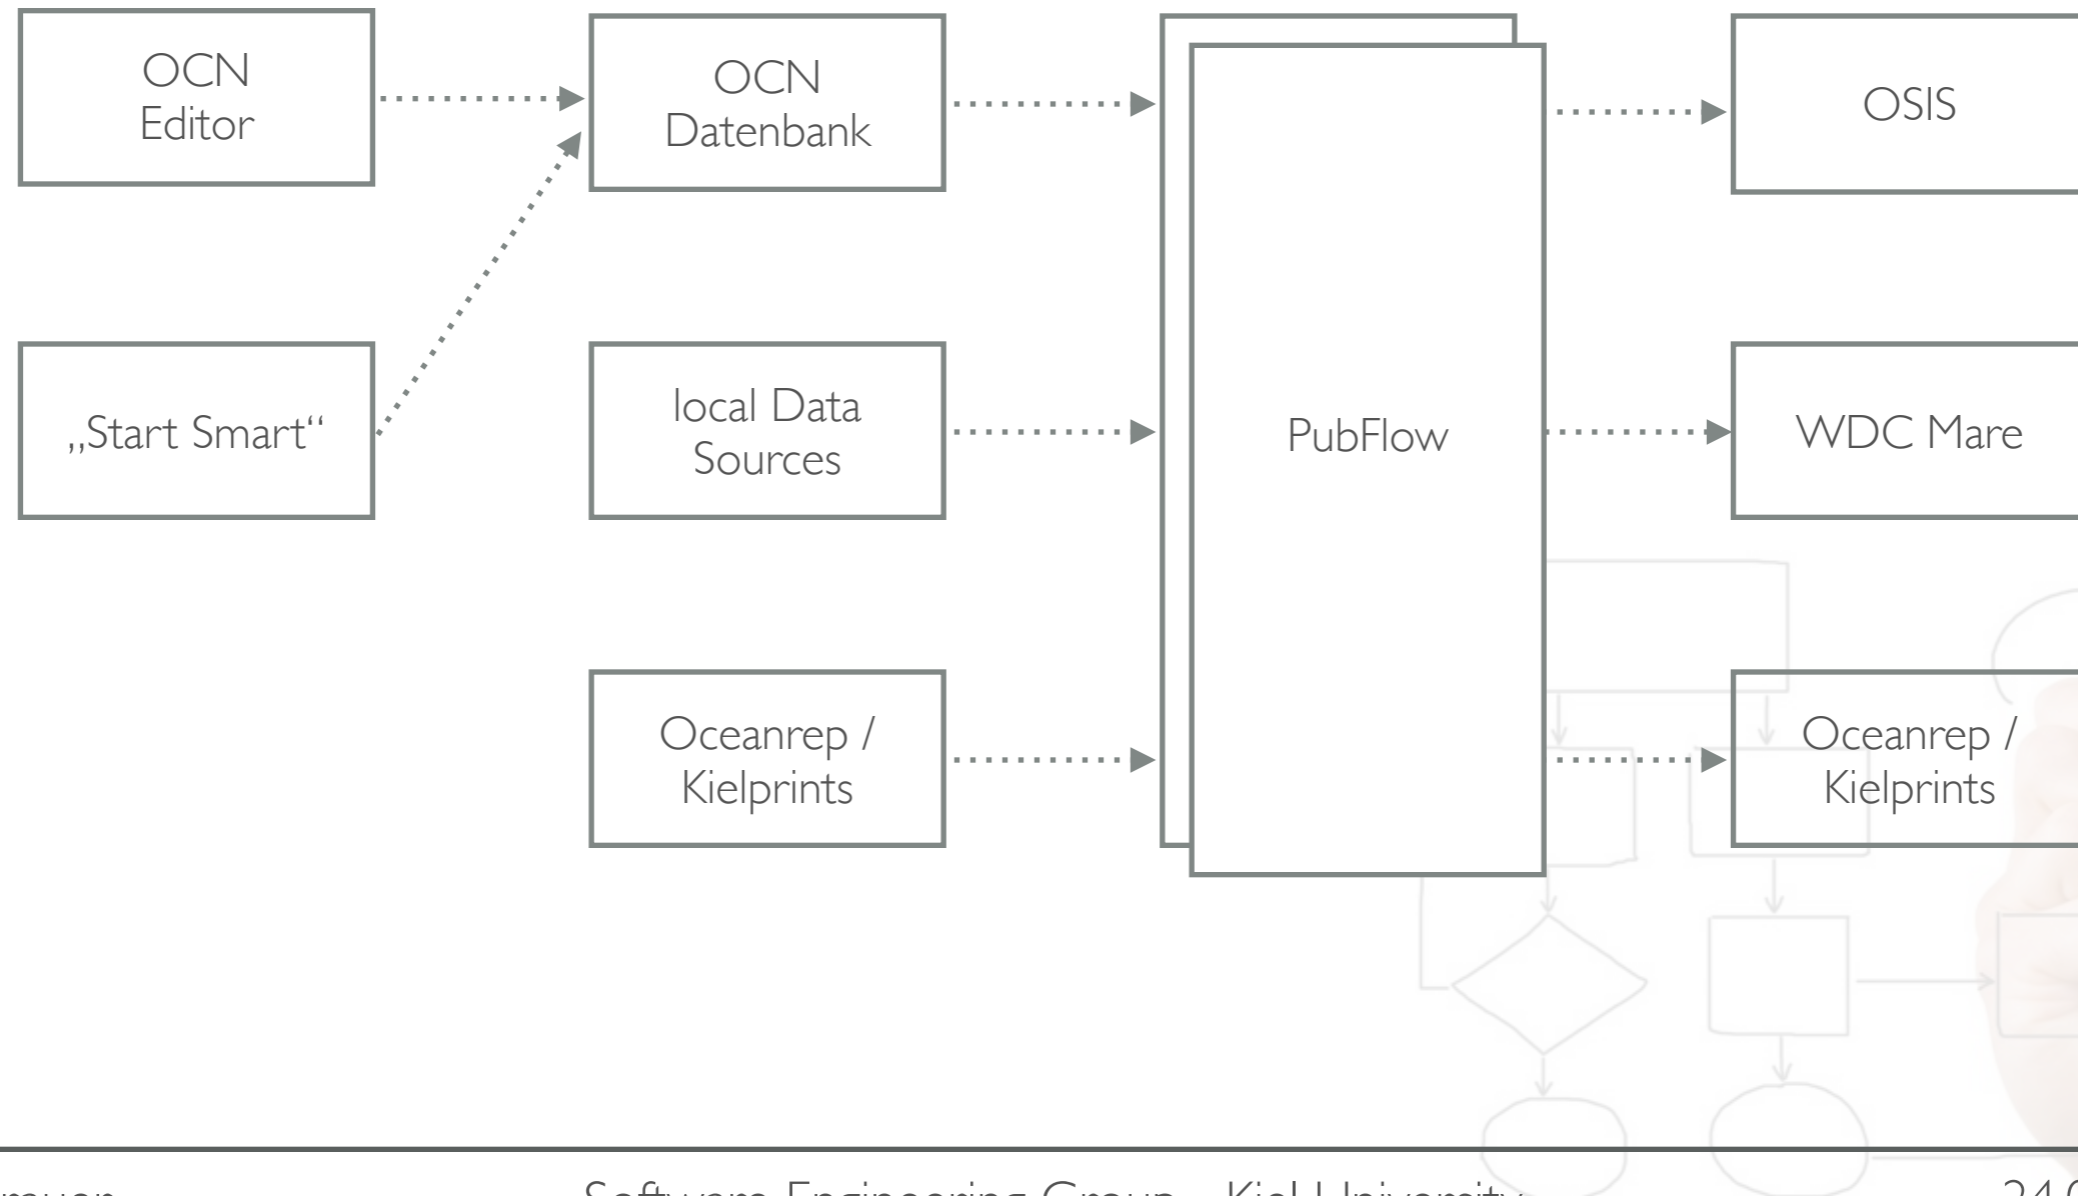 OCN
Editor
OCN
Datenbank
OSIS
„Start Smart“
local Data
Sources
PubFlow
WDC Mare
Oceanrep /
Kielprints
Oceanrep /
Kielprints
Software Engineering Group - Kiel University